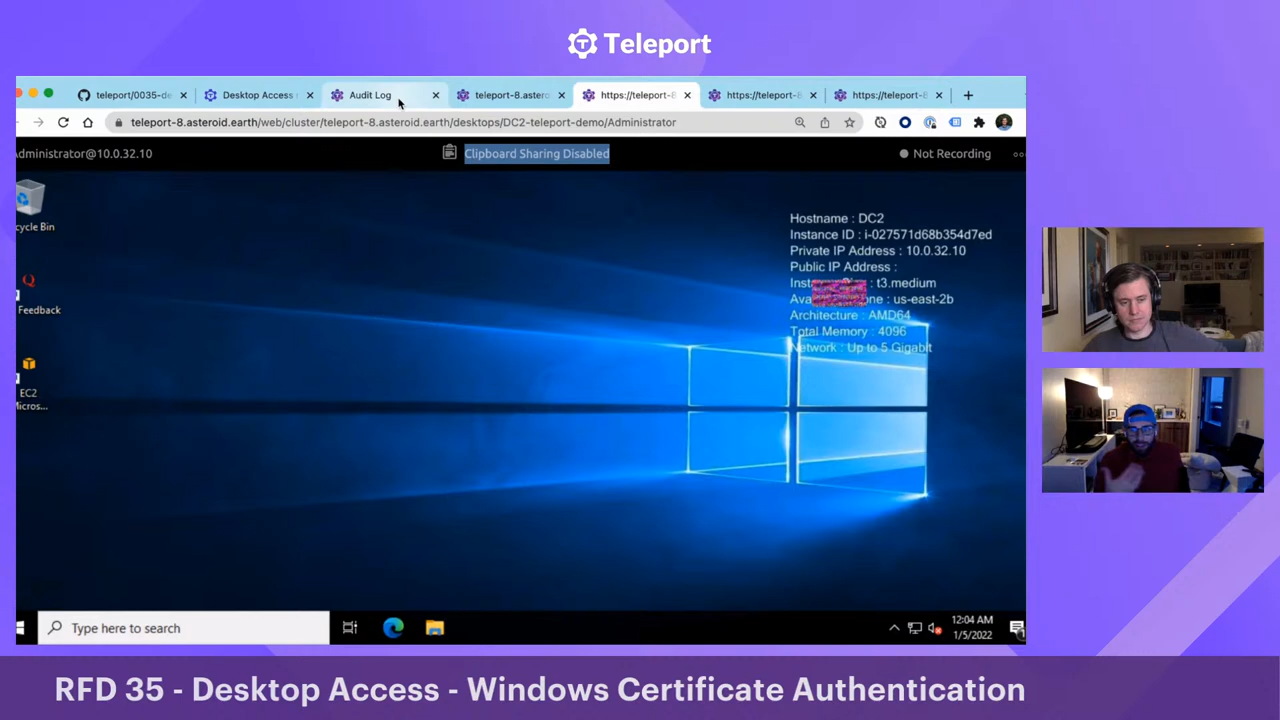 Teleport
teleport/0035-de
Desktop Access
Audit Log
teleport-8.astero
https://teleport-8
https://teleport-8
https://teleport-8
teleport-8.asteroid.earth/web/cluster/teleport-8.asteroid.earth/desktops/DC2-teleport-demo/Administrator
dministrator@10.0.32.10
Clipboard Sharing Disabled
Not Recording
cycle Bin
Feedback
EC2
Micros...
Hostname : DC2
Instance ID : i-027571d68b354d7ed
Private IP Address : 10.0.32.10
Public IP Address :
: t3.medium
: us-east-2b
Architecture : AMD64
Total Memory : 4096
Network : Up to 5 Gigabit
Type here to search
12:04 AM
1/5/2022
RFD 35 - Desktop Access - Windows Certificate Authentication